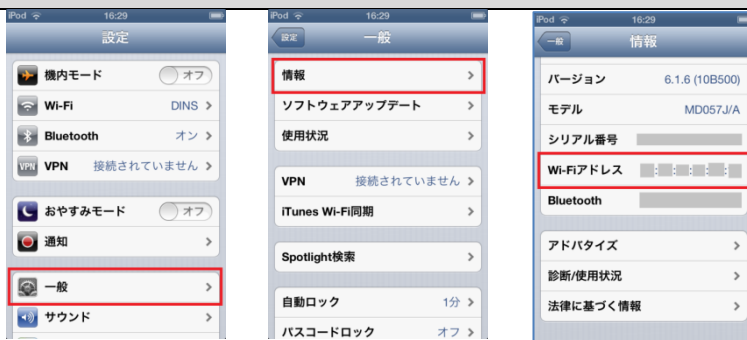 iPod 16:29
設定
機内モード オフ
Wi-Fi DINS
Bluetooth オン
VPN VPN 接続されていません
おやすみモード オフ
通知
一般
サウンド
iPod 16:29
設定 一般
情報
ソフトウェアアップデート
使用状況
VPN 接続されていません
iTunes Wi-Fi同期
Spotlight検索
自動ロック 1分
パスコードロック オフ
iPod 16:29
一般 情報
バージョン 6.1.6 (10B500)
モデル MD057J/A
シリアル番号
Wi-Fiアドレス
Bluetooth
アドバタイズ
診断/使用状況
法律に基づく情報